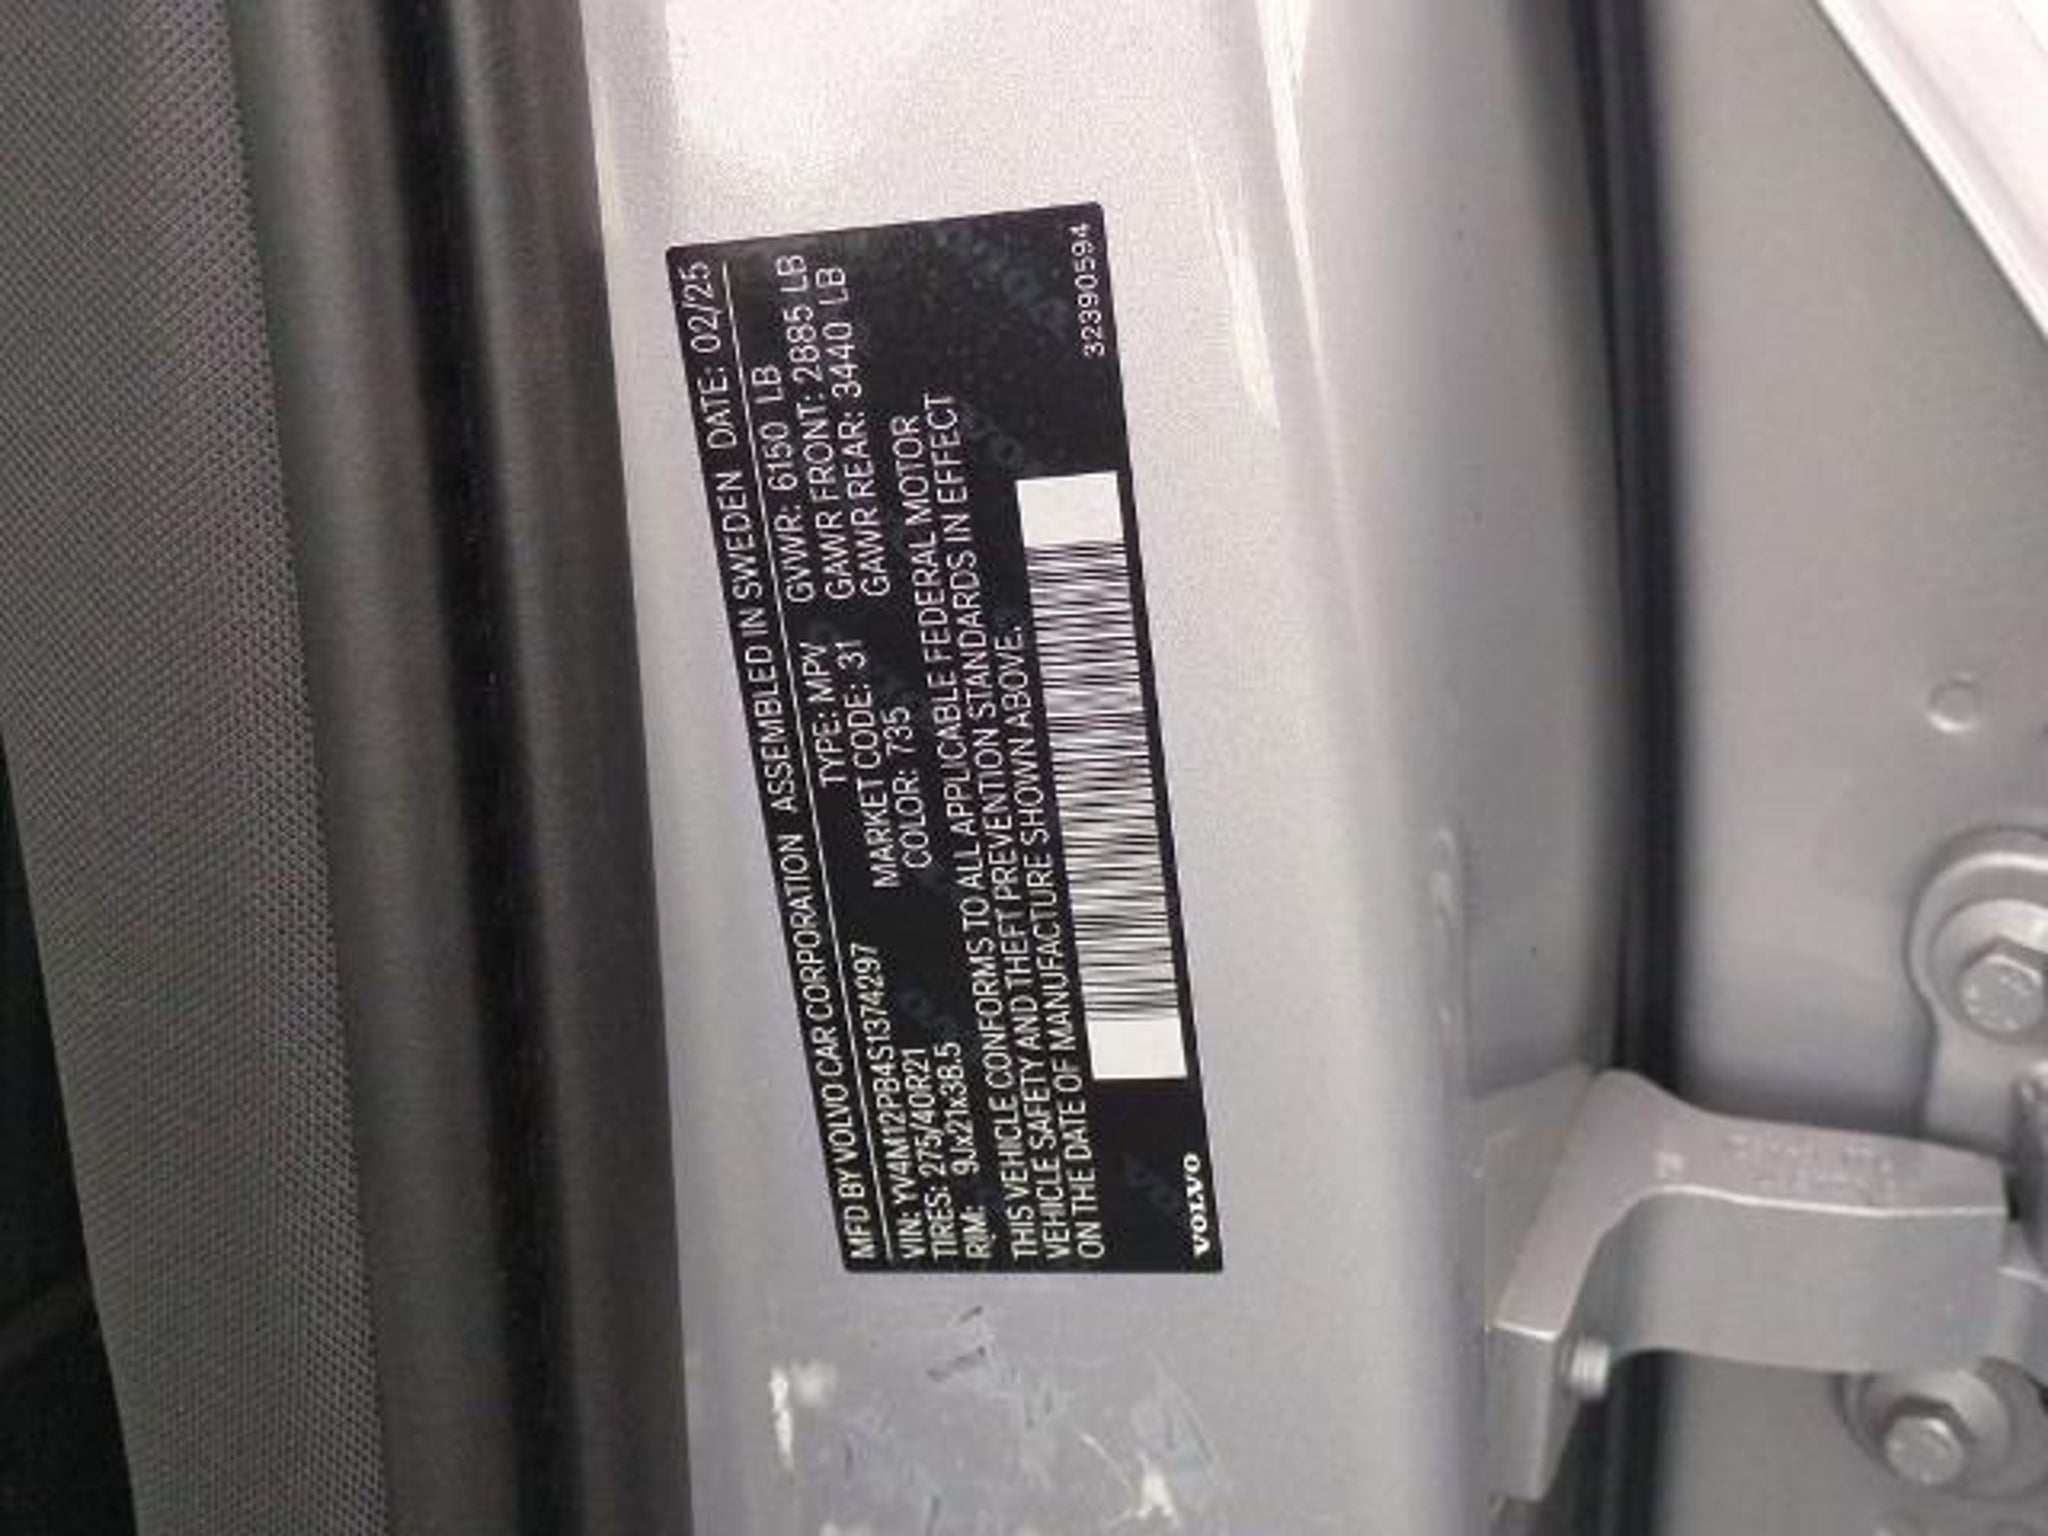 MFD BY VOLVO CAR CORPORATION ASSEMBLED IN SWEDEN DATE: 02/25
VIN: YV4M12PB4S1374297 TYPE: MPV GVWR: 6150 LB
TIRES: 275/40R21 MARKET CODE: 31 GAWR FRONT: 2885 LB
RIM: 9Jx21x38.5 COLOR: 735 GAWR REAR: 3440 LB
THIS VEHICLE CONFORMS TO ALL APPLICABLE FEDERAL MOTOR
VEHICLE SAFETY AND THEFT PREVENTION STANDARDS IN EFFECT
ON THE DATE OF MANUFACTURE SHOWN ABOVE.
VOLVO 32390594